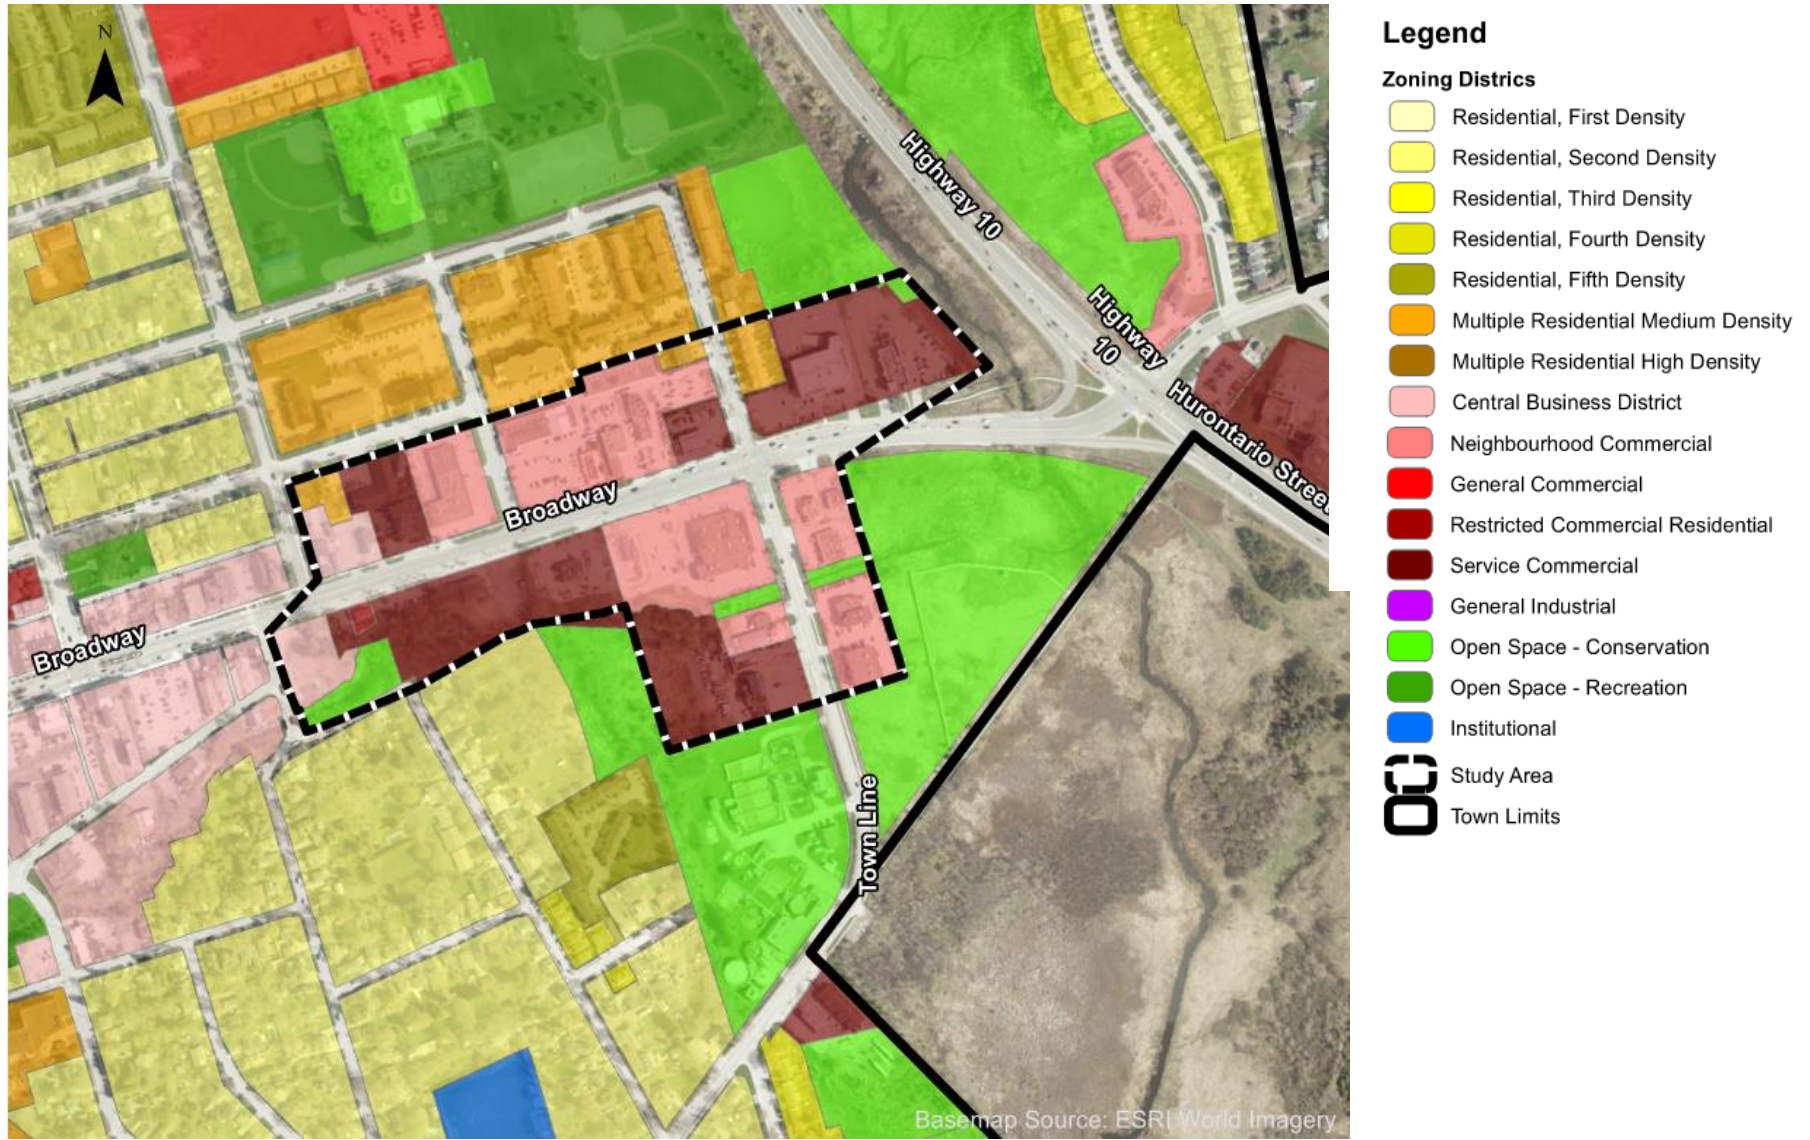 N
Highway 10
Highway
10
Hurontario Street
Broadway
Broadway
Town Line
Basemap Source: ESRI World Imagery
Legend
Zoning Districs
Residential, First Density
Residential, Second Density
Residential, Third Density
Residential, Fourth Density
Residential, Fifth Density
Multiple Residential Medium Density
Multiple Residential High Density
Central Business District
Neighbourhood Commercial
General Commercial
Restricted Commercial Residential
Service Commercial
General Industrial
Open Space - Conservation
Open Space - Recreation
Institutional
Study Area
Town Limits